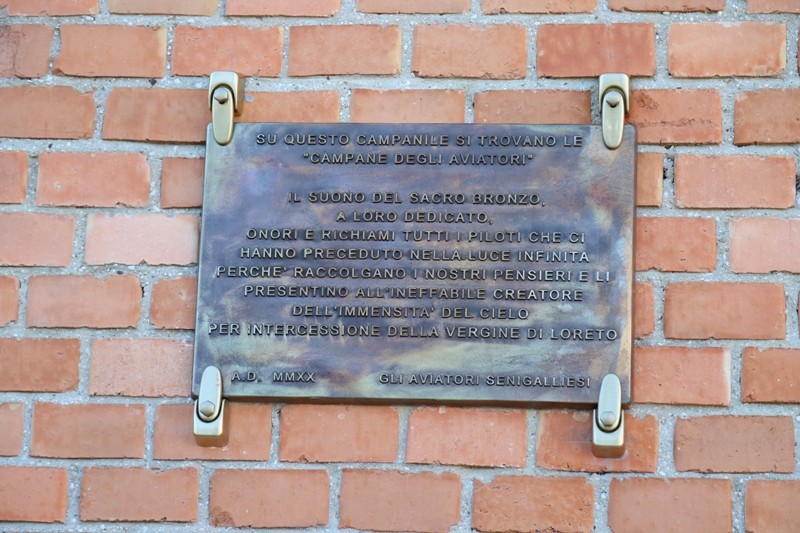 SU QUESTO CAMPANILE SI TROVANO LE
"CAMPANE DEGLI AVIATORI"
IL SUONO DEL SACRO BRONZO,
A LORO DEDICATO,
ONORI E RICHIAMI TUTTI I PILOTI CHE CI
HANNO PRECEDUTO NELLA LUCE INFINITA
PERCHE' RACCOLGANO I NOSTRI PENSIERI E LI
PRESENTINO ALL'INEFFABILE CREATORE
DELL'IMMENSITA' DEL CIELO
PER INTERCESSIONE DELLA VERGINE DI LORETO
A.D. MMXX GLI AVIATORI SENIGALLIESI